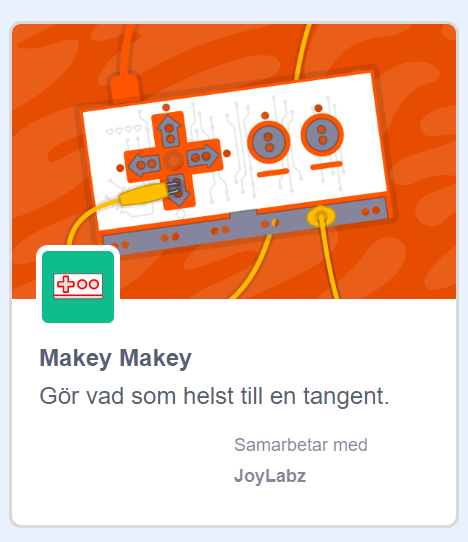 Makey Makey
Gör vad som helst till en tangent.
Samarbetar med
JoyLabz